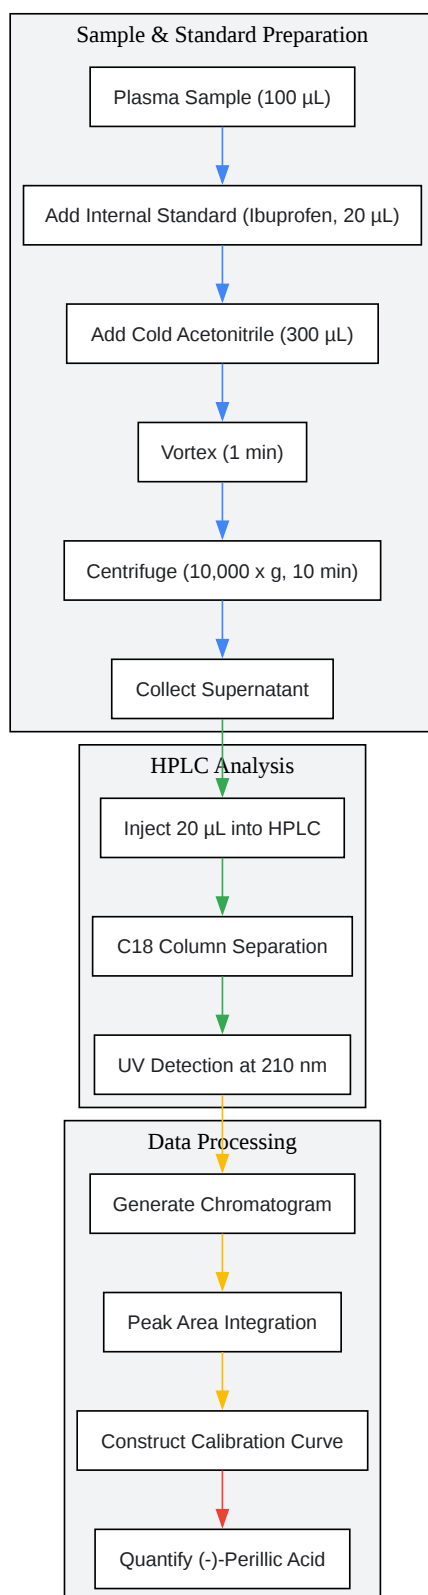 Sample & Standard Preparation
Plasma Sample (100 µL)
Add Internal Standard (Ibuprofen, 20 µL)
Add Cold Acetonitrile (300 µL)
Vortex (1 min)
Centrifuge (10,000 x g, 10 min)
Collect Supernatant
HPLC Analysis
Inject 20 µL into HPLC
C18 Column Separation
UV Detection at 210 nm
Data Processing
Generate Chromatogram
Peak Area Integration
Construct Calibration Curve
Quantify (-)-Perillic Acid